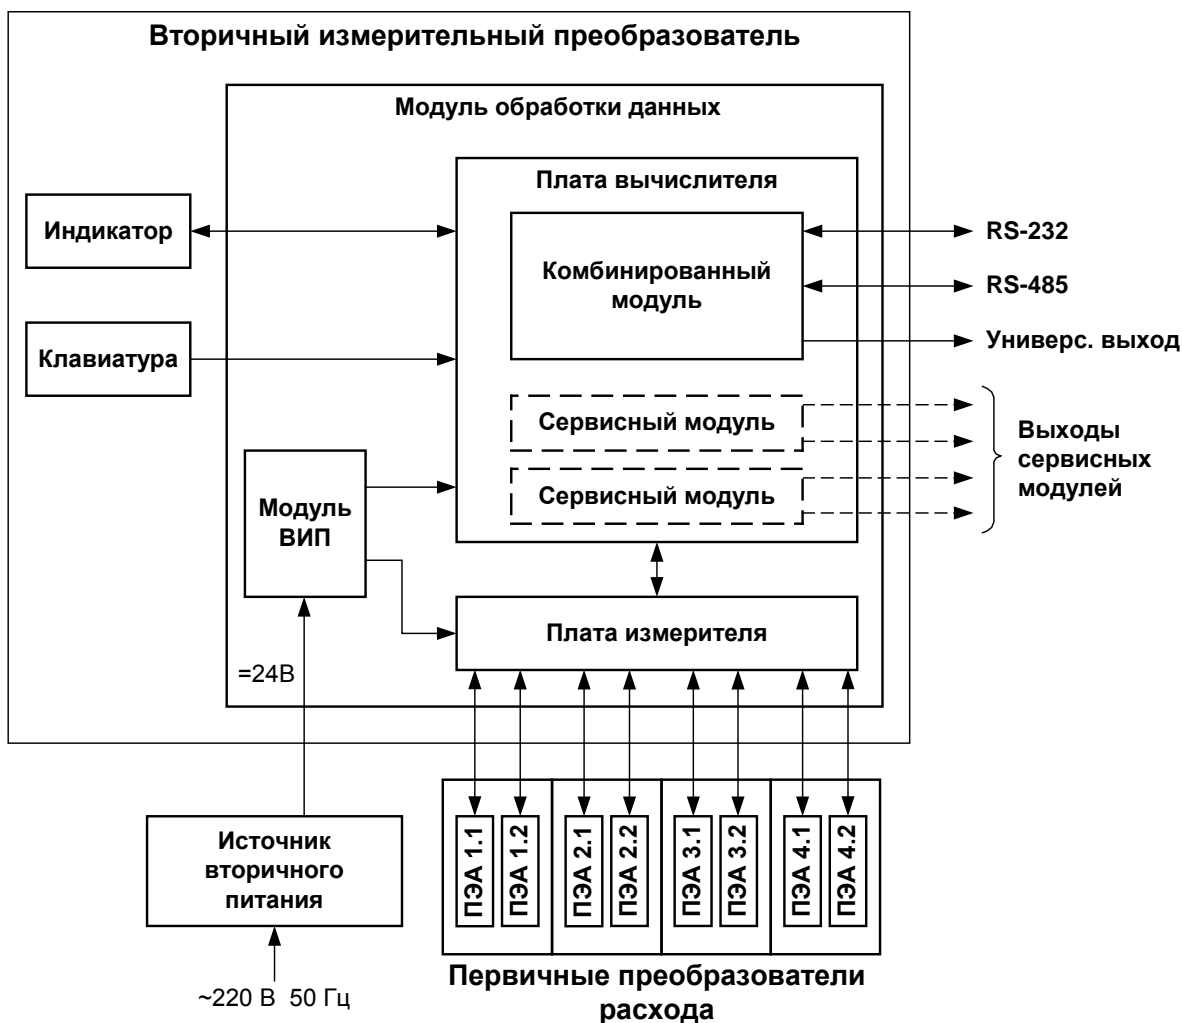 Вторичный измерительный преобразователь
Модуль обработки данных
Плата вычислителя
Индикатор
Комбинированный
модуль
RS-232
RS-485
Универс. выход
Клавиатура
Сервисный модуль
Сервисный модуль
Выходы
сервисных
модулей
Модуль
ВИП
Плата измерителя
=24В
ПЭА 1.1
ПЭА 1.2
ПЭА 2.1
ПЭА 2.2
ПЭА 3.1
ПЭА 3.2
ПЭА 4.1
ПЭА 4.2
Источник
вторичного
питания
Первичные преобразователи
расхода
~220 В 50 Гц